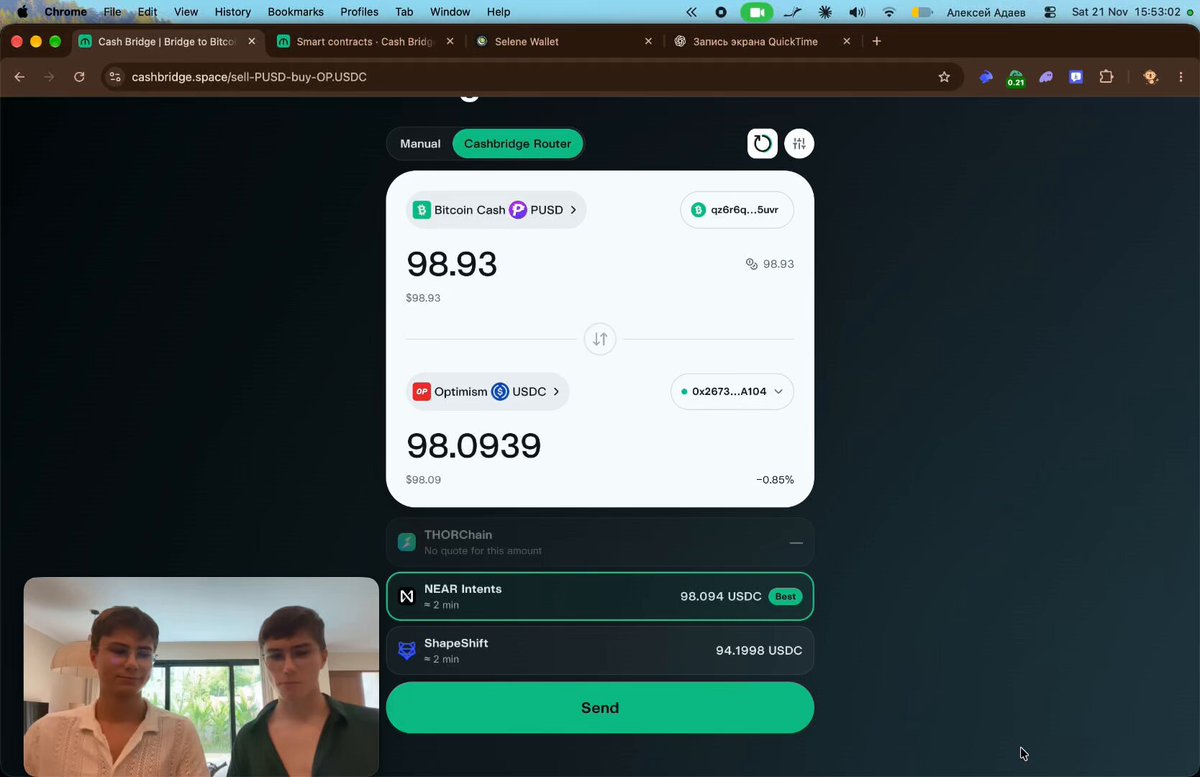 Chrome File Edit View History Bookmarks Profiles Tab Window Help Алексей Адаев Sat 21 Nov 15:53:02
Cash Bridge | Bridge to Bitco
Smart contracts · Cash Bridg
Selene Wallet
Запись экрана QuickTime
cashbridge.space/sell-PUSD-buy-OP.USDC
0.21
Manual Cashbridge Router
Bitcoin Cash PUSD qz6r6q...5uvr
98.93
98.93
$98.93
OP Optimism USDC 0x2673...A104
98.0939
$98.09 −0.85%
THORChain
No quote for this amount
—
NEAR Intents
≈ 2 min
98.094 USDC Best
ShapeShift
≈ 2 min
94.1998 USDC
Send